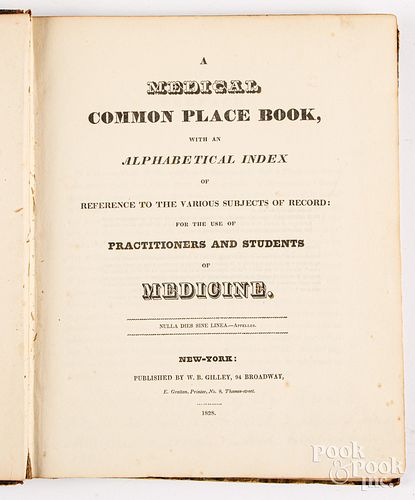 A
MEDICAL
COMMON PLACE BOOK,
WITH AN
ALPHABETICAL INDEX
OF
REFERENCE TO THE VARIOUS SUBJECTS OF RECORD:
FOR THE USE OF
PRACTITIONERS AND STUDENTS
OF
MEDICINE.
NULLA DIES SINE LINEA.—APPELLES.
NEW-YORK:
PUBLISHED BY W. B. GILLEY, 94 BROADWAY,
E. Grattan, Printer, No. 8, Thames-street.
1828.
Pook
& Pook
Inc.